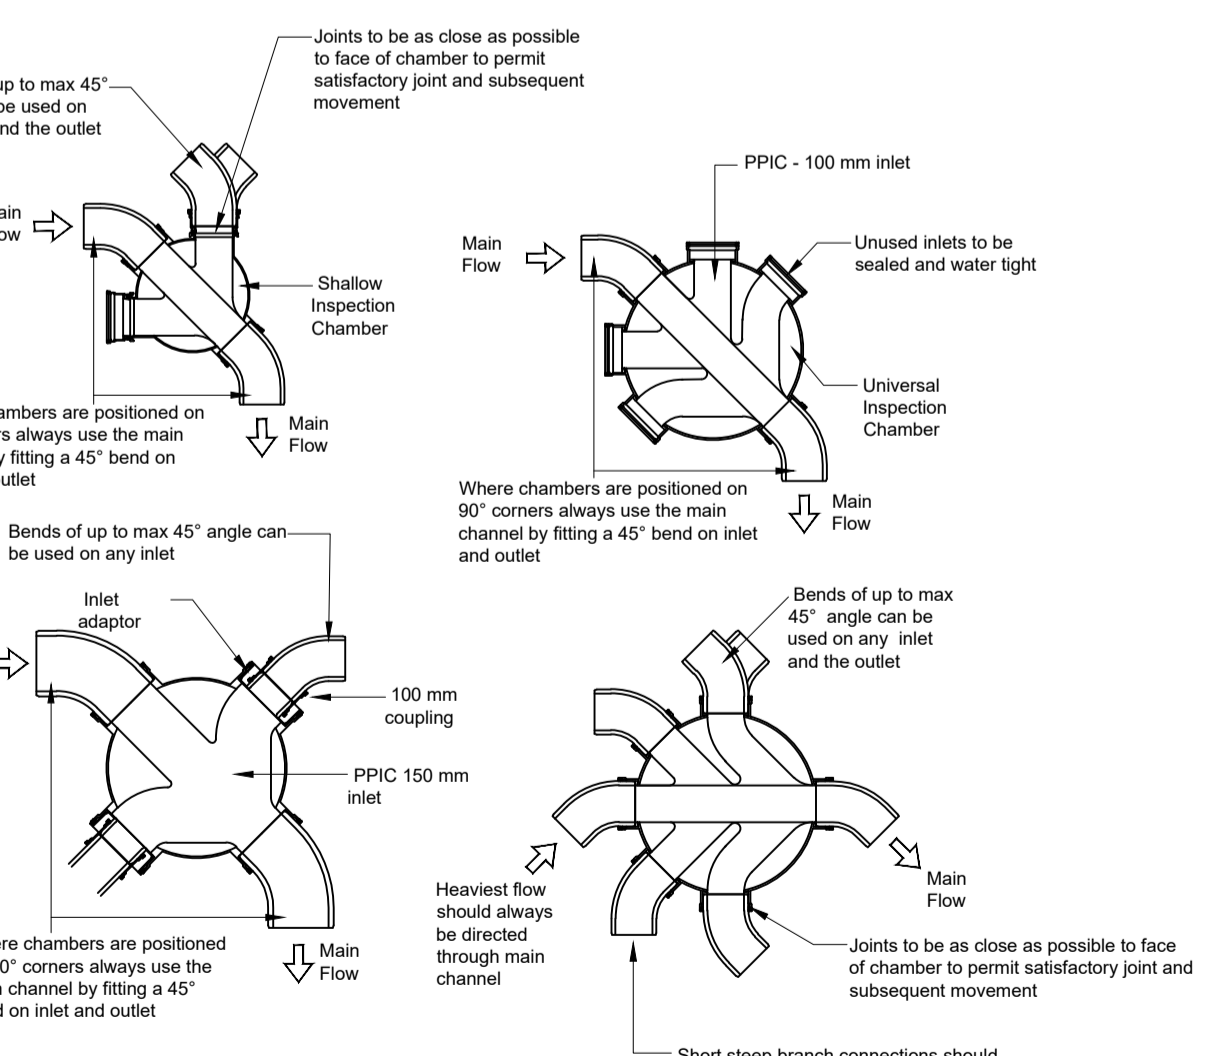 Joints to be as close as possible
to face of chamber to permit
satisfactory joint and subsequent
movement
up to max 45°
be used on
and the outlet
PPIC - 100 mm inlet
Main
Flow
Unused inlets to be
sealed and water tight
Shallow
Inspection
Chamber
Universal
Inspection
Chamber
chambers are positioned on
always use the main
fitting a 45° bend on
outlet
Main
Flow
Where chambers are positioned on
90° corners always use the main
channel by fitting a 45° bend on inlet
and outlet
Main
Flow
Bends of up to max 45° angle can
be used on any inlet
Inlet
adaptor
100 mm
coupling
PPIC 150 mm
inlet
Bends of up to max
45° angle can be
used on any inlet
and the outlet
Heaviest flow
should always
be directed
through main
channel
Main
Flow
chambers are positioned
corners always use the
channel by fitting a 45°
on inlet and outlet
Main
Flow
Joints to be as close as possible to face
of chamber to permit satisfactory joint and
subsequent movement
Short steep branch connections should